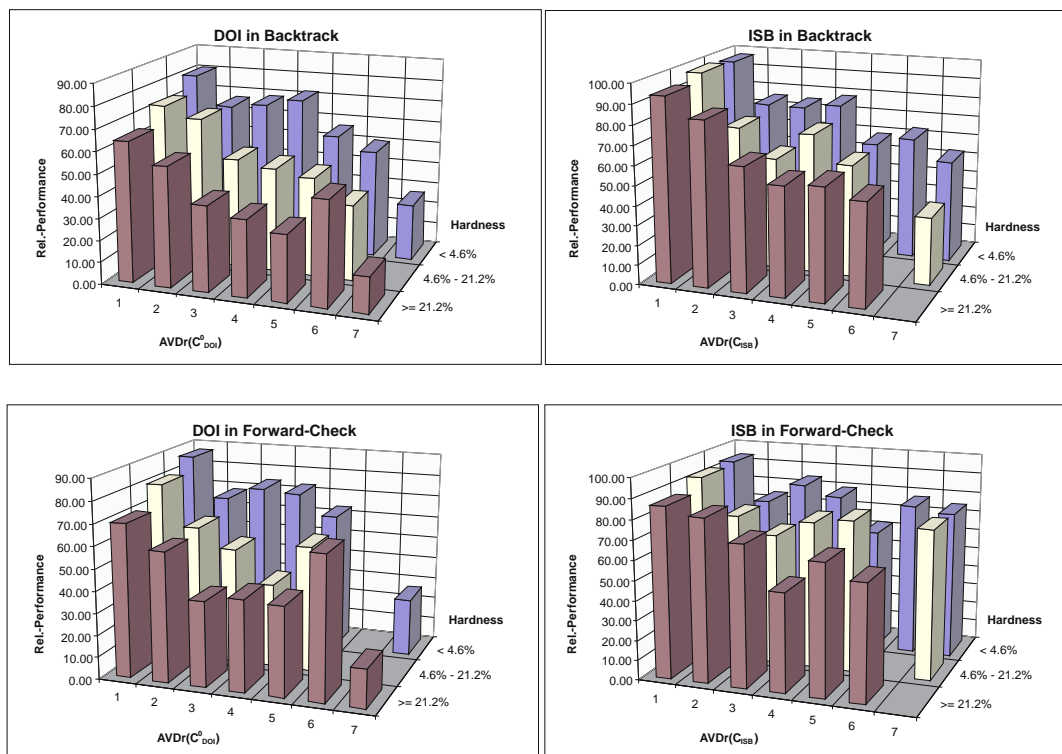 DOI in Backtrack
90.00
80.00
70.00
60.00
50.00
40.00
30.00
20.00
10.00
0.00
Rel.-Performance
1 2 3 4 5 6 7
AVDr(C⁰DOI)
Hardness
< 4.6%
4.6% - 21.2%
>= 21.2%
ISB in Backtrack
100.00
90.00
80.00
70.00
60.00
50.00
40.00
30.00
20.00
10.00
0.00
Rel.-Performance
1 2 3 4 5 6 7
AVDr(CISB)
Hardness
< 4.6%
4.6% - 21.2%
>= 21.2%
DOI in Forward-Check
90.00
80.00
70.00
60.00
50.00
40.00
30.00
20.00
10.00
0.00
Rel.-Performance
1 2 3 4 5 6 7
AVDr(C⁰DOI)
Hardness
< 4.6%
4.6% - 21.2%
>= 21.2%
ISB in Forward-Check
100.00
90.00
80.00
70.00
60.00
50.00
40.00
30.00
20.00
10.00
0.00
Rel.-Performance
1 2 3 4 5 6 7
AVDr(CISB)
Hardness
< 4.6%
4.6% - 21.2%
>= 21.2%